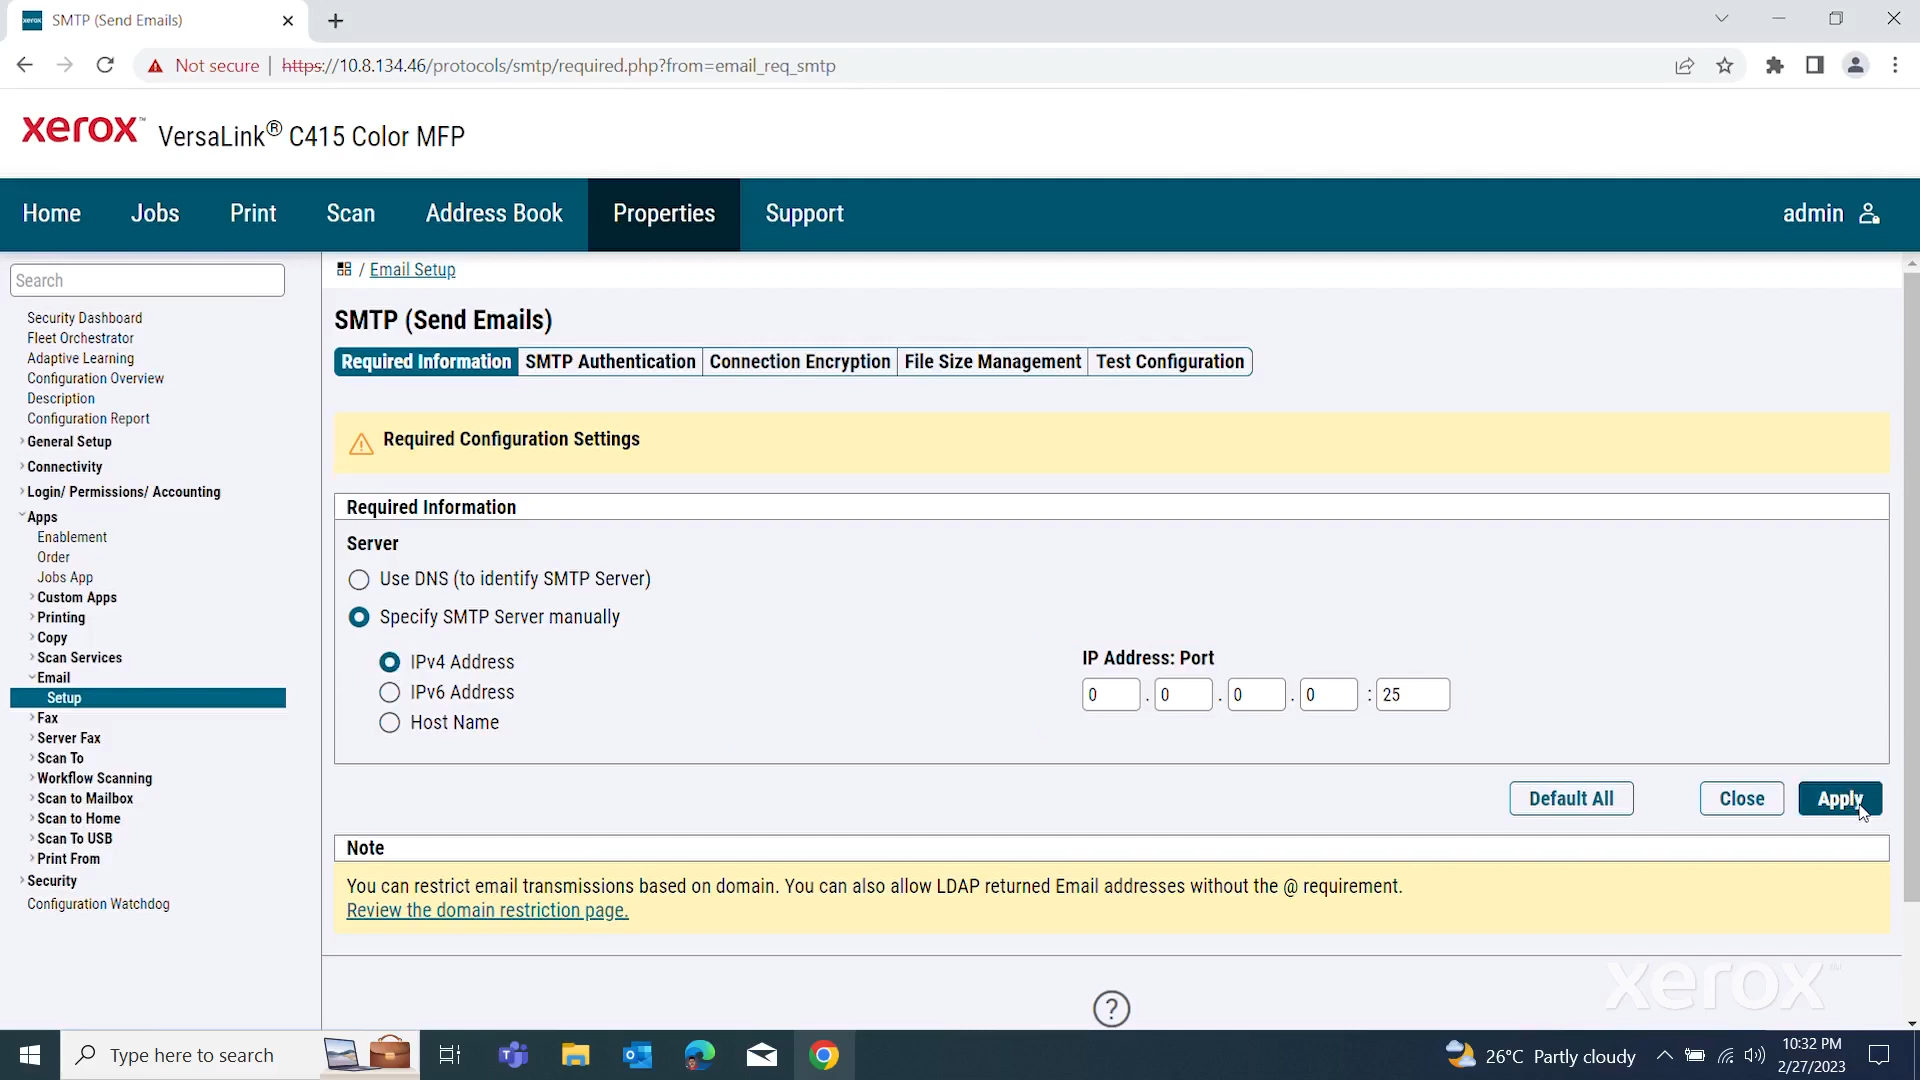 xerox
SMTP (Send Emails)
Not secure | https://10.8.134.46/protocols/smtp/required.php?from=email_req_smtp
xerox™ VersaLink® C415 Color MFP
Home Jobs Print Scan Address Book Properties Support admin
Search
Security Dashboard
Fleet Orchestrator
Adaptive Learning
Configuration Overview
Description
Configuration Report
General Setup
Connectivity
Login/ Permissions/ Accounting
Apps
Enablement
Order
Jobs App
Custom Apps
Printing
Copy
Scan Services
Email
Setup
Fax
Server Fax
Scan To
Workflow Scanning
Scan to Mailbox
Scan to Home
Scan To USB
Print From
Security
Configuration Watchdog
/ Email Setup
SMTP (Send Emails)
Required Information SMTP Authentication Connection Encryption File Size Management Test Configuration
Required Configuration Settings
Required Information
Server
Use DNS (to identify SMTP Server)
Specify SMTP Server manually
IPv4 Address
IPv6 Address
Host Name
IP Address: Port
0 . 0 . 0 . 0 : 25
Default All Close Apply
Note
You can restrict email transmissions based on domain. You can also allow LDAP returned Email addresses without the @ requirement.
Review the domain restriction page.
xerox™
?
Type here to search
26°C Partly cloudy
10:32 PM
2/27/2023